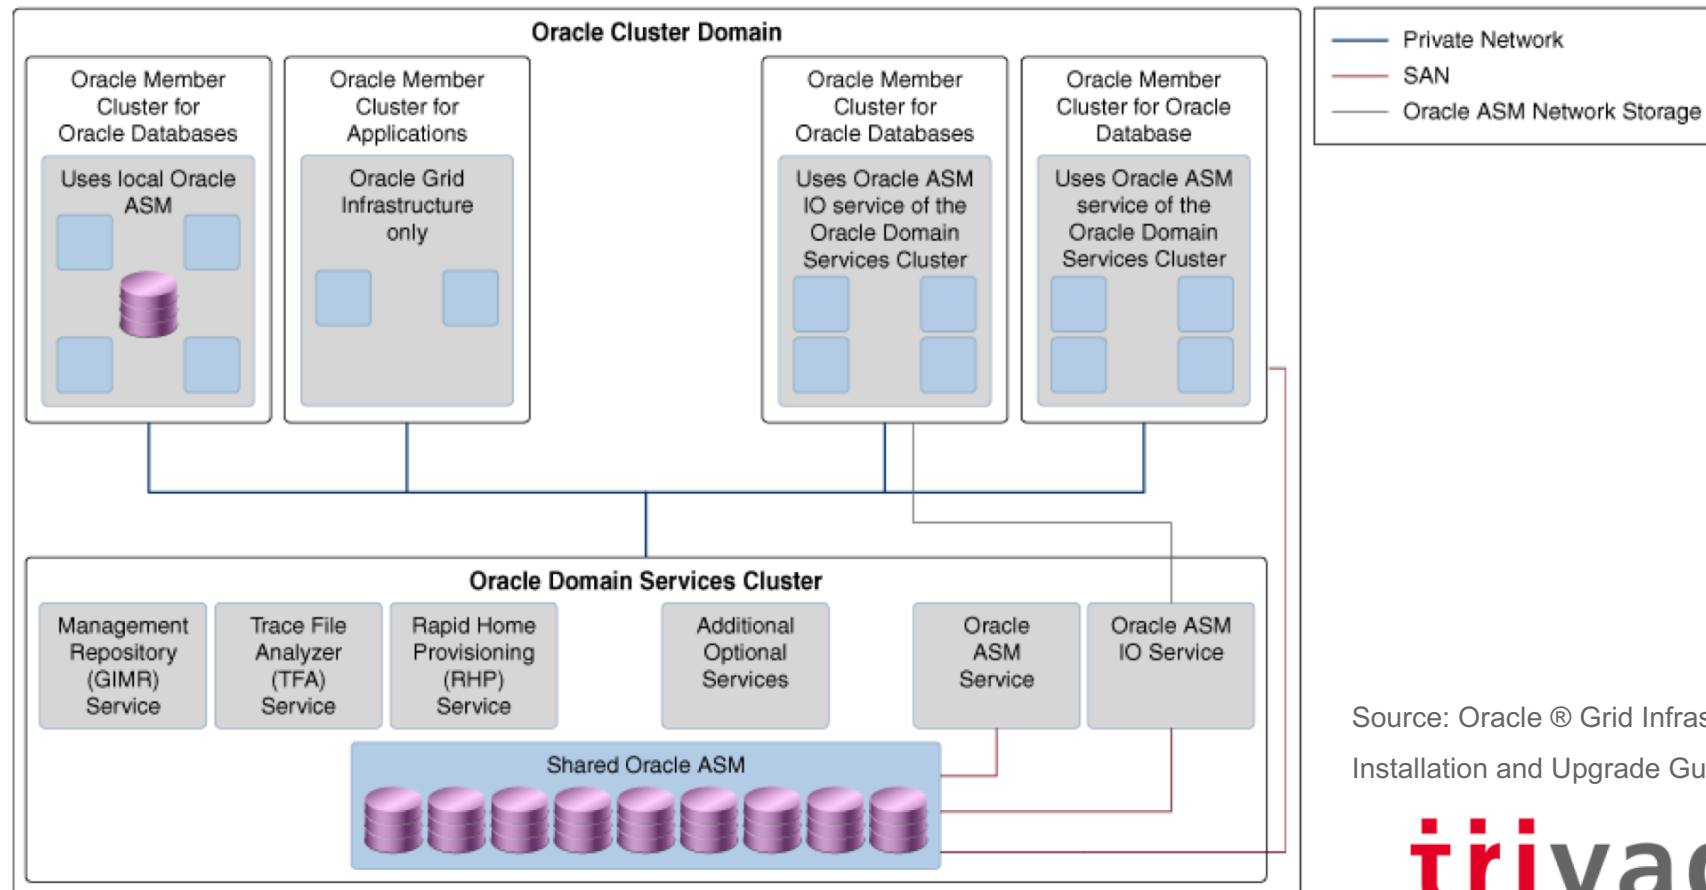 Oracle Cluster Domain
Oracle Member
Cluster for
Oracle Databases
Uses local Oracle
ASM
Oracle Member
Cluster for
Applications
Oracle Grid
Infrastructure
only
Oracle Member
Cluster for
Oracle Databases
Uses Oracle ASM
IO service of the
Oracle Domain
Services Cluster
Oracle Member
Cluster for Oracle
Database
Uses Oracle ASM
service of the
Oracle Domain
Services Cluster
Private Network
SAN
Oracle ASM Network Storage
Oracle Domain Services Cluster
Management
Repository
(GIMR)
Service
Trace File
Analyzer
(TFA)
Service
Rapid Home
Provisioning
(RHP)
Service
Additional
Optional
Services
Oracle
ASM
Service
Oracle ASM
IO Service
Shared Oracle ASM
Source: Oracle ® Grid
Installation and Upgrade